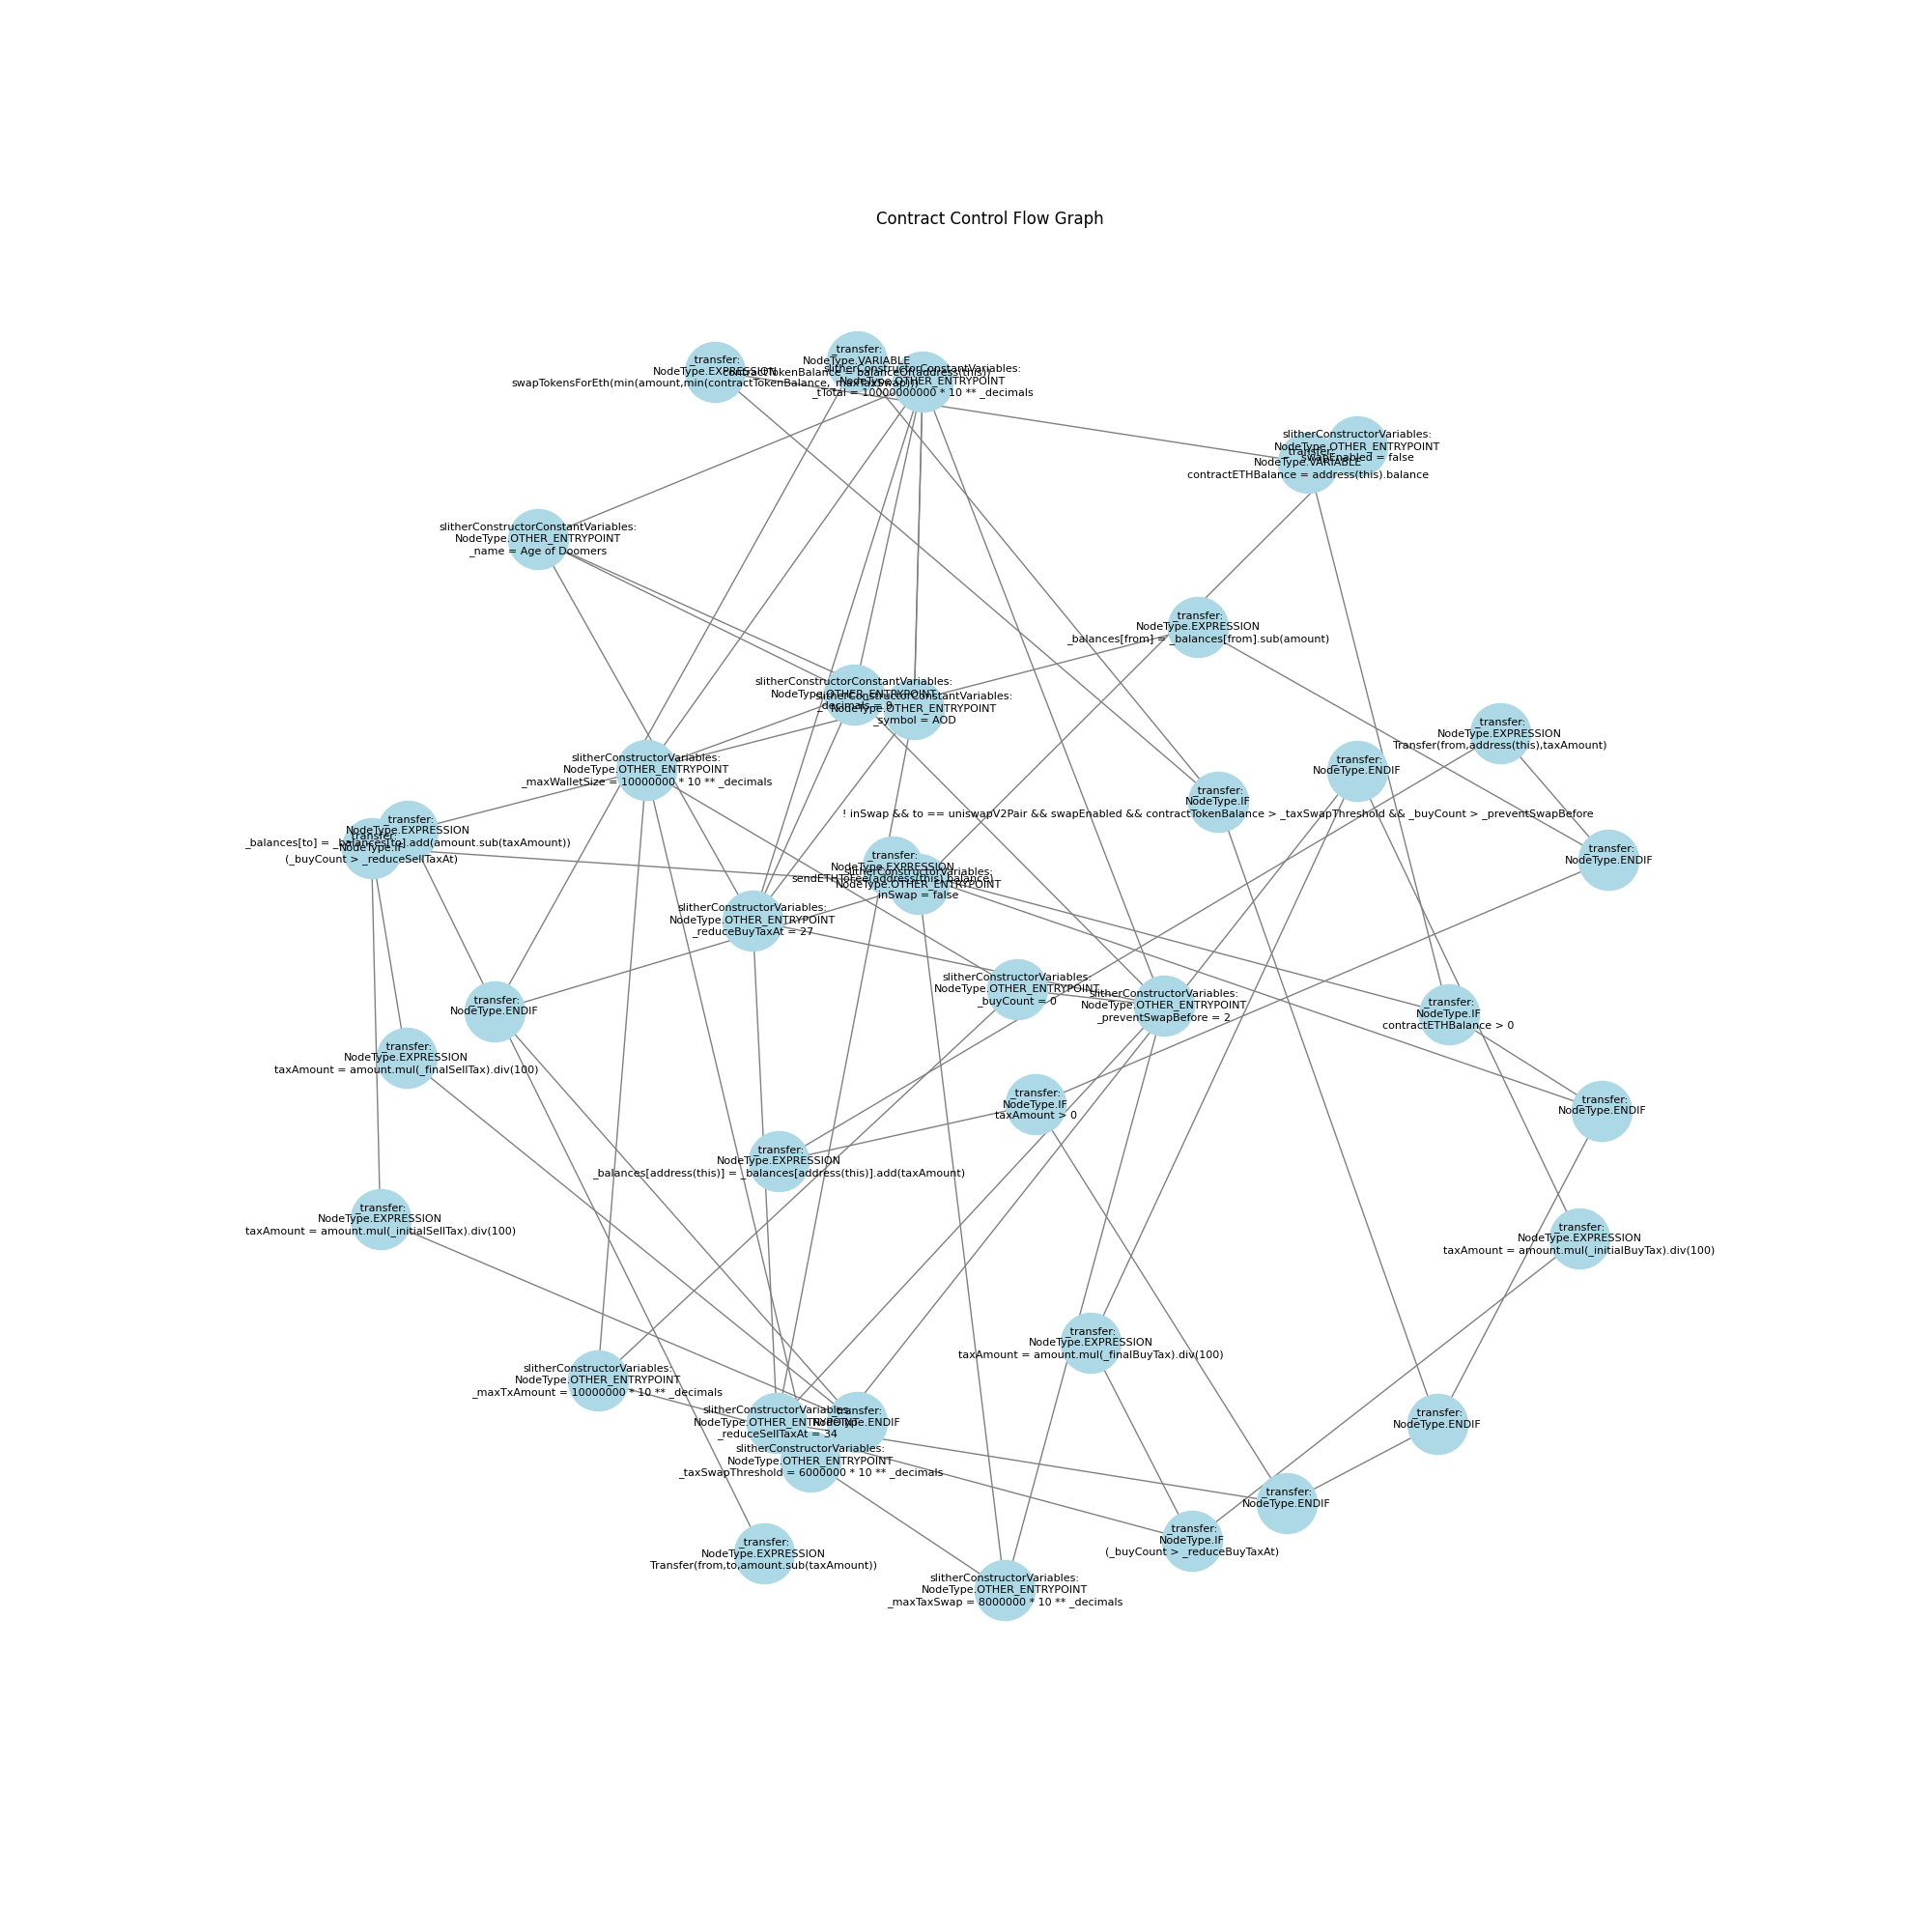 Contract Control Flow Graph
_transfer:
NodeType.VARIABLE
contractTokenBalance = balanceOf(address(this))
_transfer:
NodeType.EXPRESSION
swapTokensForEth(min(amount,min(contractTokenBalance,_maxTaxSwap)))
slitherConstructorConstantVariables:
NodeType.OTHER_ENTRYPOINT
_tTotal = 10000000000 * 10 ** _decimals
slitherConstructorVariables:
NodeType.OTHER_ENTRYPOINT
swapEnabled = false
_transfer:
NodeType.VARIABLE
contractETHBalance = address(this).balance
slitherConstructorConstantVariables:
NodeType.OTHER_ENTRYPOINT
_name = Age of Doomers
_transfer:
NodeType.EXPRESSION
_balances[from] = _balances[from].sub(amount)
slitherConstructorConstantVariables:
NodeType.OTHER_ENTRYPOINT
_decimals = 9
slitherConstructorConstantVariables:
NodeType.OTHER_ENTRYPOINT
_symbol = AOD
_transfer:
NodeType.EXPRESSION
Transfer(from,address(this),taxAmount)
slitherConstructorVariables:
NodeType.OTHER_ENTRYPOINT
_maxWalletSize = 10000000 * 10 ** _decimals
_transfer:
NodeType.ENDIF
_transfer:
NodeType.IF
! inSwap && to == uniswapV2Pair && swapEnabled && contractTokenBalance > _taxSwapThreshold && _buyCount > _preventSwapBefore
_transfer:
NodeType.EXPRESSION
_balances[to] = _balances[to].add(amount.sub(taxAmount))
_transfer:
NodeType.IF
(_buyCount > _reduceSellTaxAt)
_transfer:
NodeType.ENDIF
_transfer:
NodeType.EXPRESSION
sendETHToFee(address(this).balance)
slitherConstructorVariables:
NodeType.OTHER_ENTRYPOINT
inSwap = false
slitherConstructorVariables:
NodeType.OTHER_ENTRYPOINT
_reduceBuyTaxAt = 27
slitherConstructorVariables:
NodeType.OTHER_ENTRYPOINT
_buyCount = 0
slitherConstructorVariables:
NodeType.OTHER_ENTRYPOINT
_preventSwapBefore = 2
_transfer:
NodeType.ENDIF
_transfer:
NodeType.IF
contractETHBalance > 0
_transfer:
NodeType.EXPRESSION
taxAmount = amount.mul(_finalSellTax).div(100)
_transfer:
NodeType.IF
taxAmount > 0
_transfer:
NodeType.ENDIF
_transfer:
NodeType.EXPRESSION
_balances[address(this)] = _balances[address(this)].add(taxAmount)
_transfer:
NodeType.EXPRESSION
taxAmount = amount.mul(_initialSellTax).div(100)
_transfer:
NodeType.EXPRESSION
taxAmount = amount.mul(_initialBuyTax).div(100)
_transfer:
NodeType.EXPRESSION
taxAmount = amount.mul(_finalBuyTax).div(100)
slitherConstructorVariables:
NodeType.OTHER_ENTRYPOINT
_maxTxAmount = 10000000 * 10 ** _decimals
slitherConstructorVariables:
NodeType.OTHER_ENTRYPOINT
_reduceSellTaxAt = 34
_transfer:
NodeType.ENDIF
_transfer:
NodeType.ENDIF
slitherConstructorVariables:
NodeType.OTHER_ENTRYPOINT
_taxSwapThreshold = 6000000 * 10 ** _decimals
_transfer:
NodeType.ENDIF
_transfer:
NodeType.IF
(_buyCount > _reduceBuyTaxAt)
_transfer:
NodeType.EXPRESSION
Transfer(from,to,amount.sub(taxAmount))
slitherConstructorVariables:
NodeType.OTHER_ENTRYPOINT
_maxTaxSwap = 8000000 * 10 ** _decimals